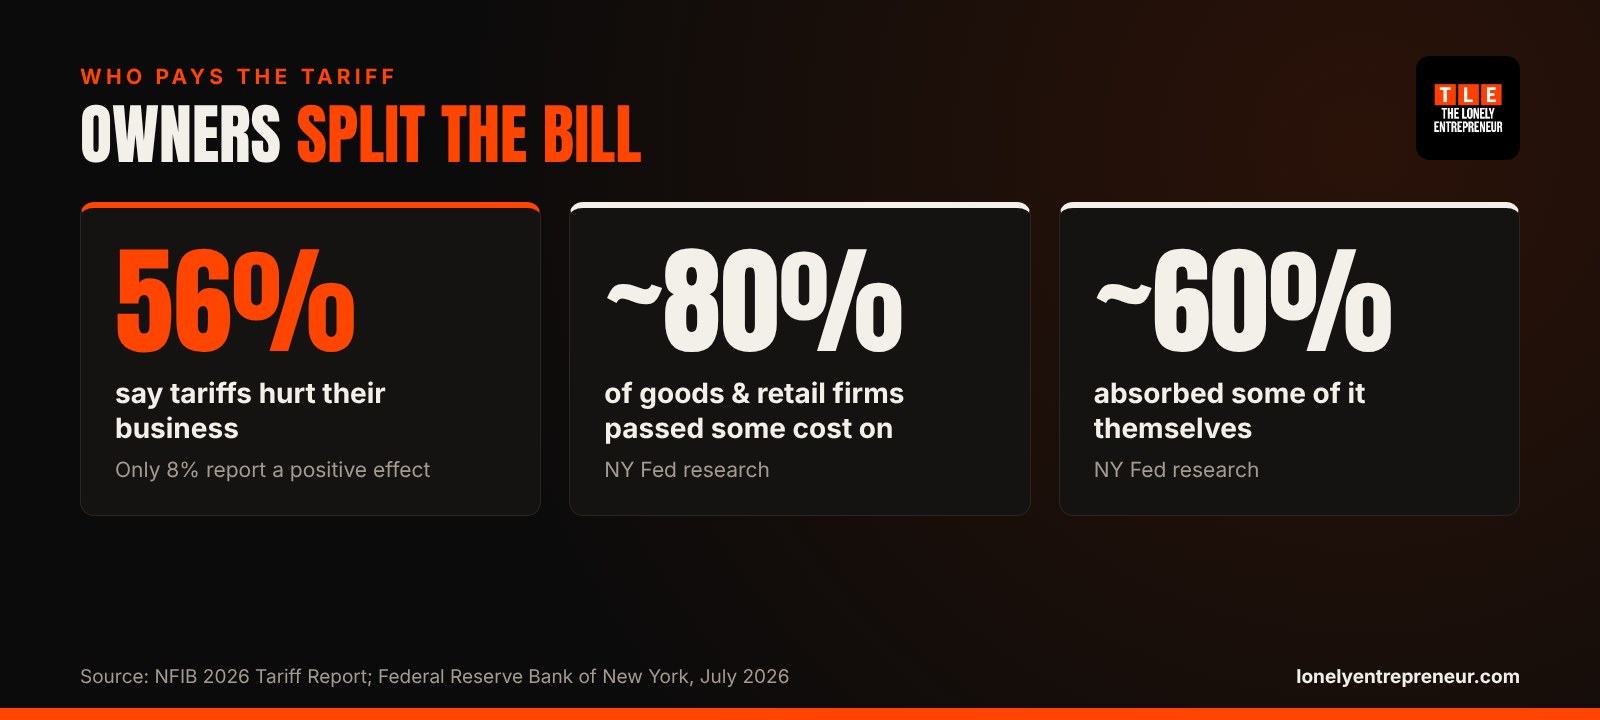 WHO PAYS THE TARIFF
OWNERS SPLIT THE BILL
TLE
THE LONELY
ENTREPRENEUR
56%
say tariffs hurt their
business
Only 8% report a positive effect
~80%
of goods & retail firms
passed some cost on
NY Fed research
~60%
absorbed some of it
themselves
NY Fed research
Source: NFIB 2026 Tariff Report; Federal Reserve Bank of New York, July 2026
lonelyentrepreneur.com